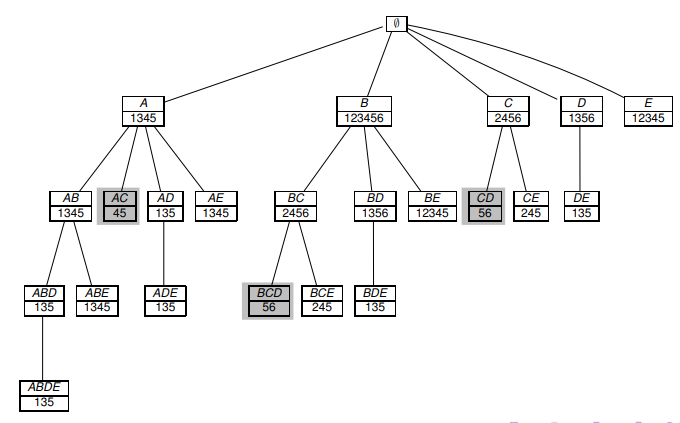 ∅
A B C D E
1345 123456 2456 1356 12345
AB AC AD AE BC BD BE CD CE DE
1345 45 135 1345 2456 1356 12345 56 245 135
ABD ABE ADE BCD BCE BDE
135 1345 135 56 245 135
ABDE
135